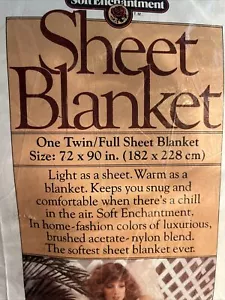 Soft Enchantment
Sheet
Blanket
One Twin/Full Sheet Blanket
Size: 72 x 90 in. (182 x 228 cm)
Light as a sheet. Warm as a
blanket. Keeps you snug and
comfortable when there's a chill
in the air. Soft Enchantment.
In home-fashion colors of luxurious,
brushed acetate-nylon blend.
The softest sheet blanket ever.